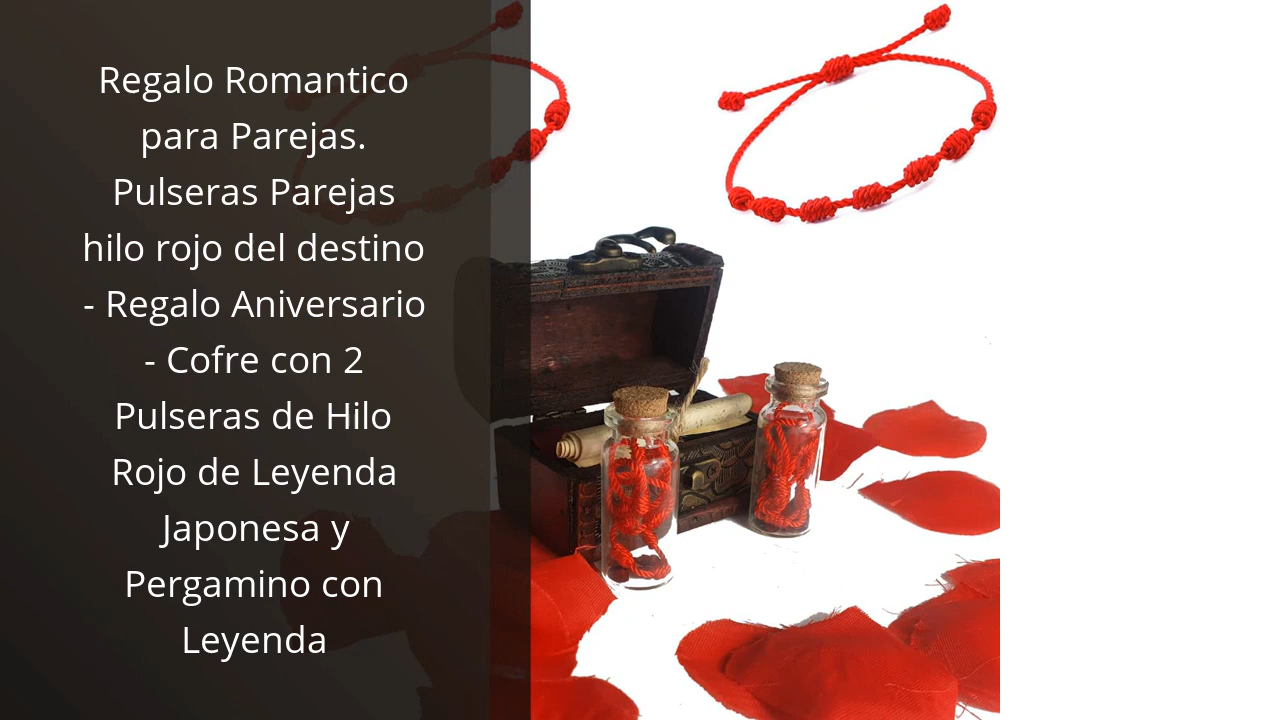 Regalo Romantico
para Parejas.
Pulseras Parejas
hilo rojo del destino
- Regalo Aniversario
- Cofre con 2
Pulseras de Hilo
Rojo de Leyenda
Japonesa y
Pergamino con
Leyenda